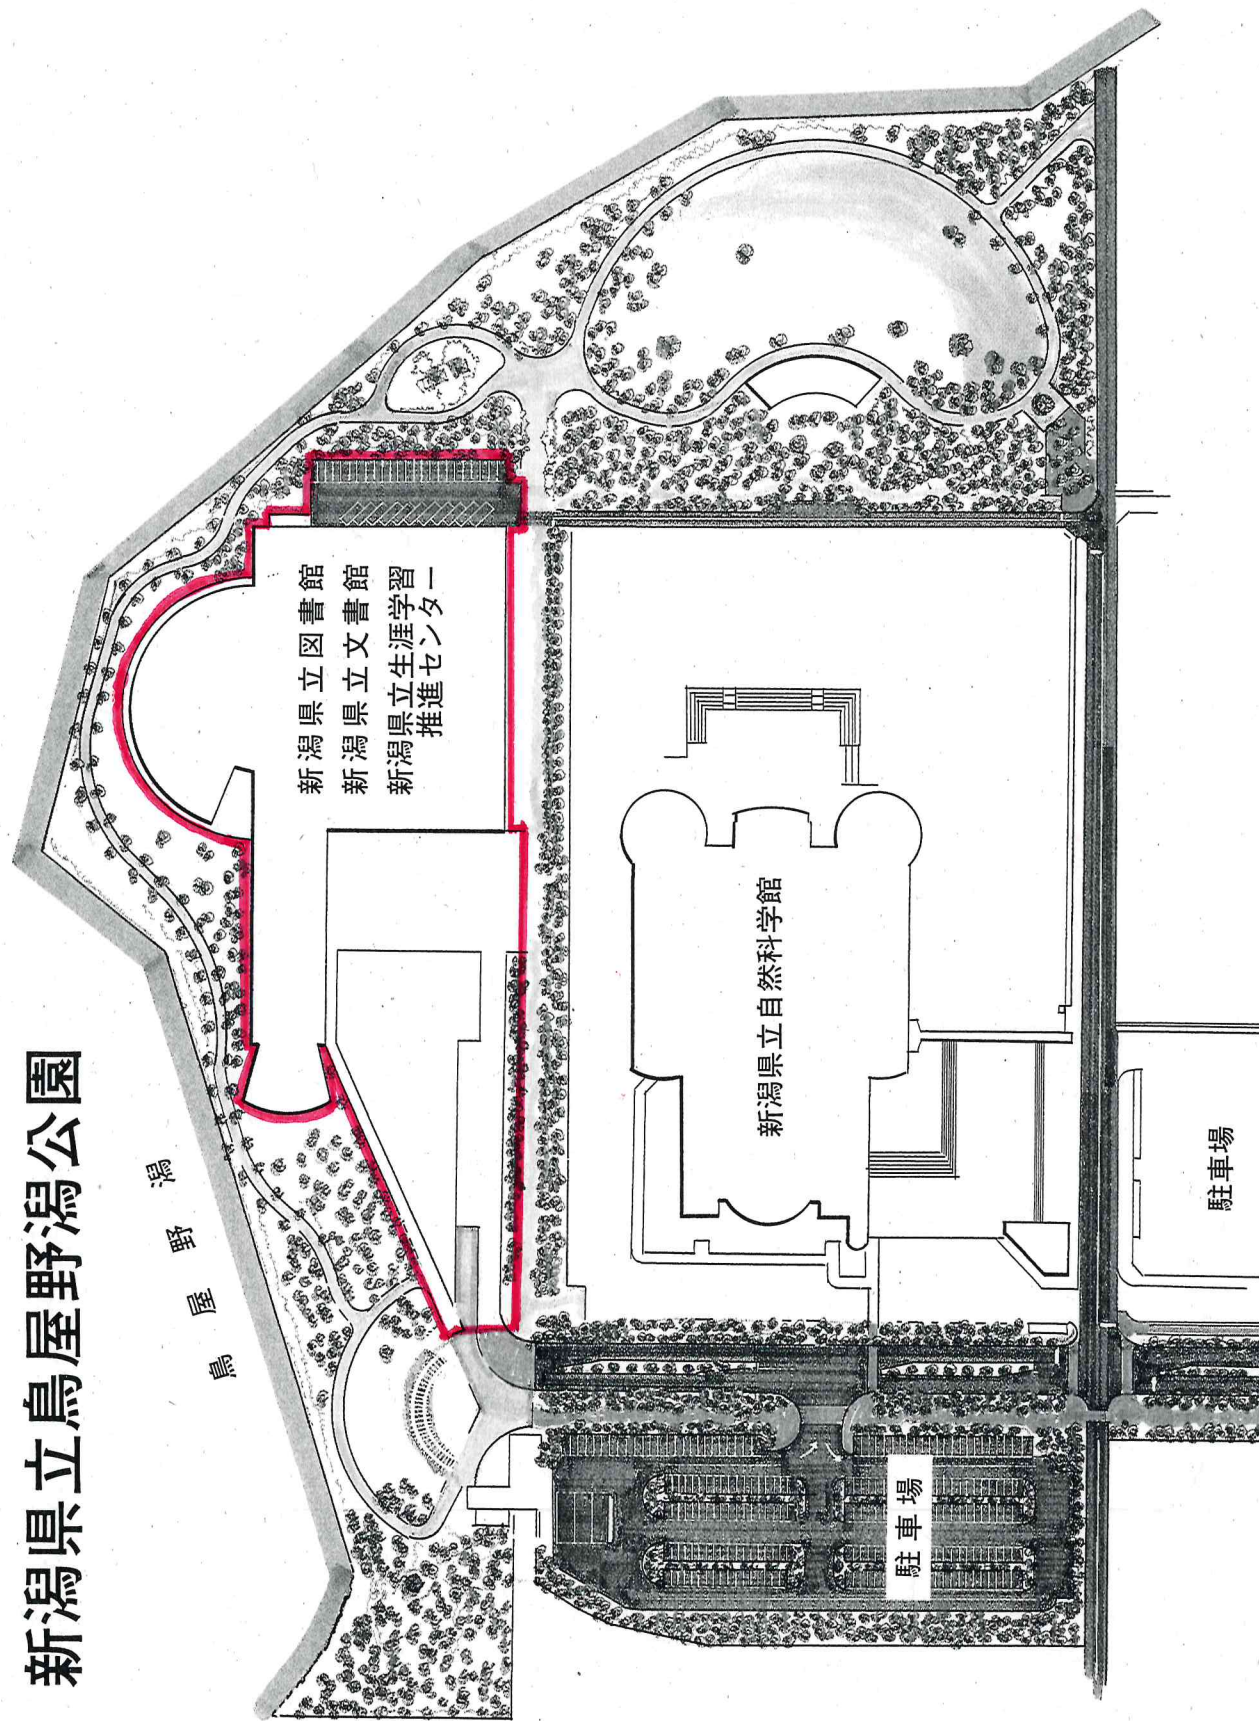 新潟県立鳥屋野潟公園
鳥屋野潟
新潟県立図書館
新潟県立文書館
新潟県立生涯学習
推進センター
新潟県立自然科学館
駐車場
駐車場